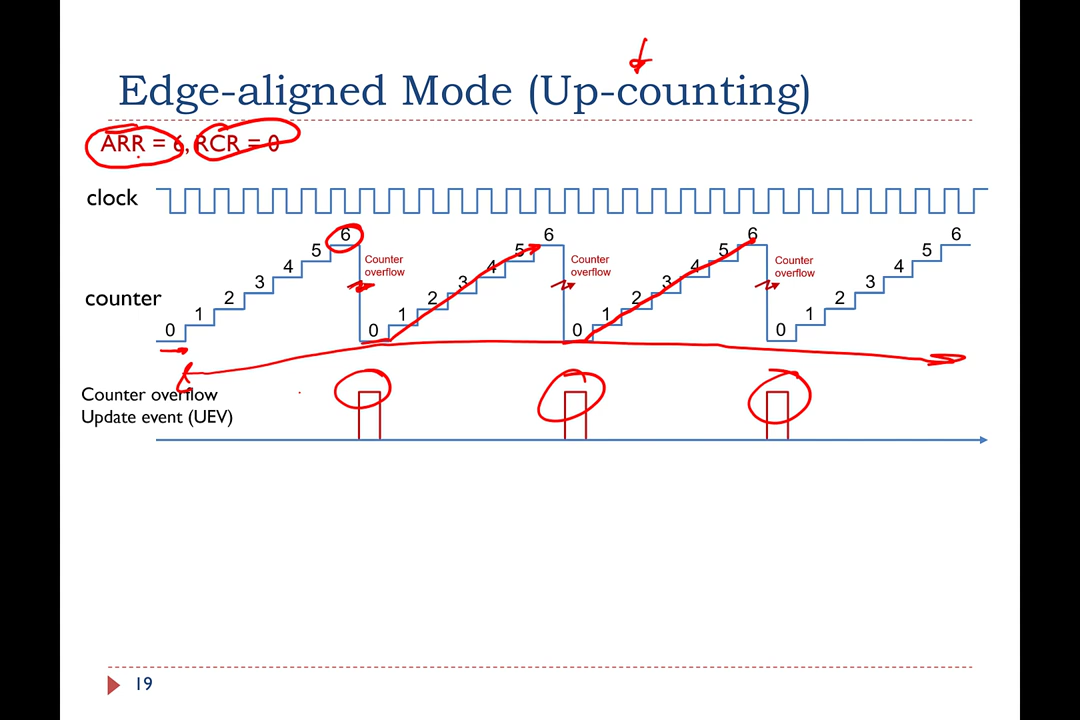 Edge-aligned Mode (Up-counting)
ARR = 6, RCR = 0
clock
counter
0 1 2 3 4 5 6
Counter
overflow
0 1 2 3 4 5 6
Counter
overflow
0 1 2 3 4 5 6
Counter
overflow
0 1 2 3 4 5 6
Counter overflow
Update event (UEV)
19